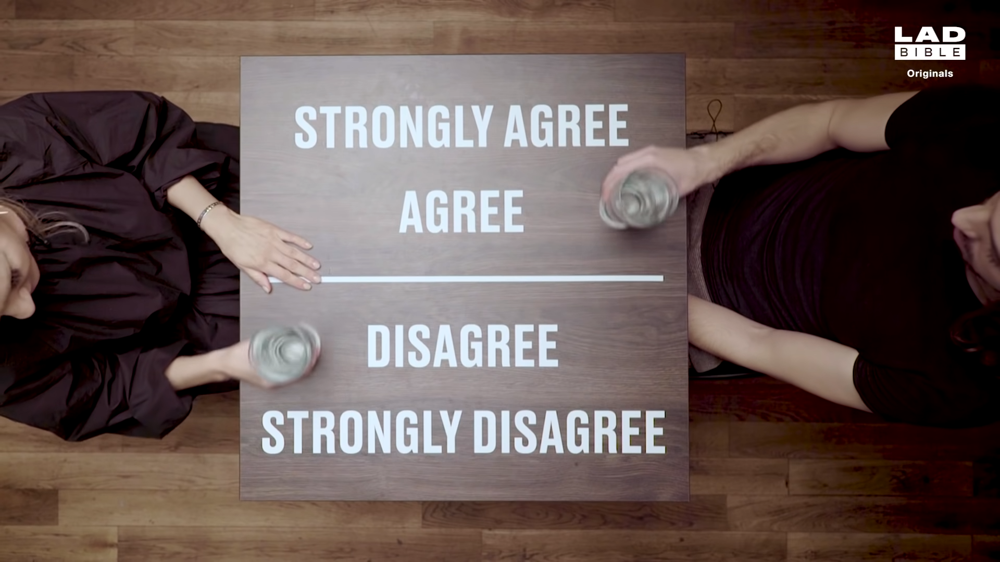 LAD
BIBLE
Originals
STRONGLY AGREE
AGREE
DISAGREE
STRONGLY DISAGREE